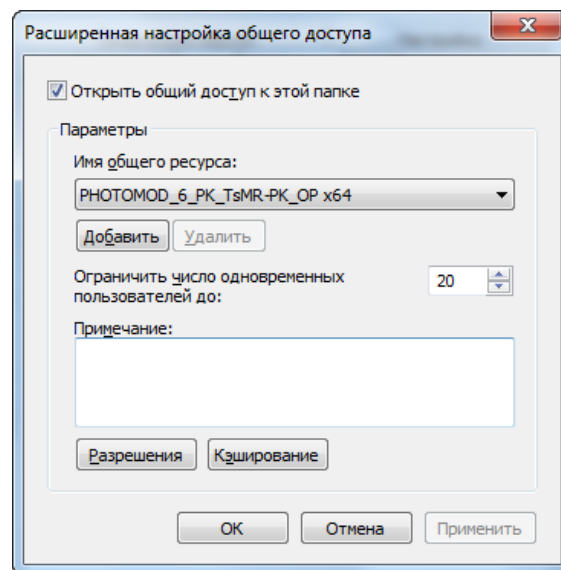 Расширенная настройка общего доступа
Открыть общий доступ к этой папке
Параметры
Имя общего ресурса:
PHOTOMOD_6_PK_TsMR-PK_OP x64
Добавить Удалить
Ограничить число одновременных 20
пользователей до:
Примечание:
Разрешения Кэширование
ОК Отмена Применить